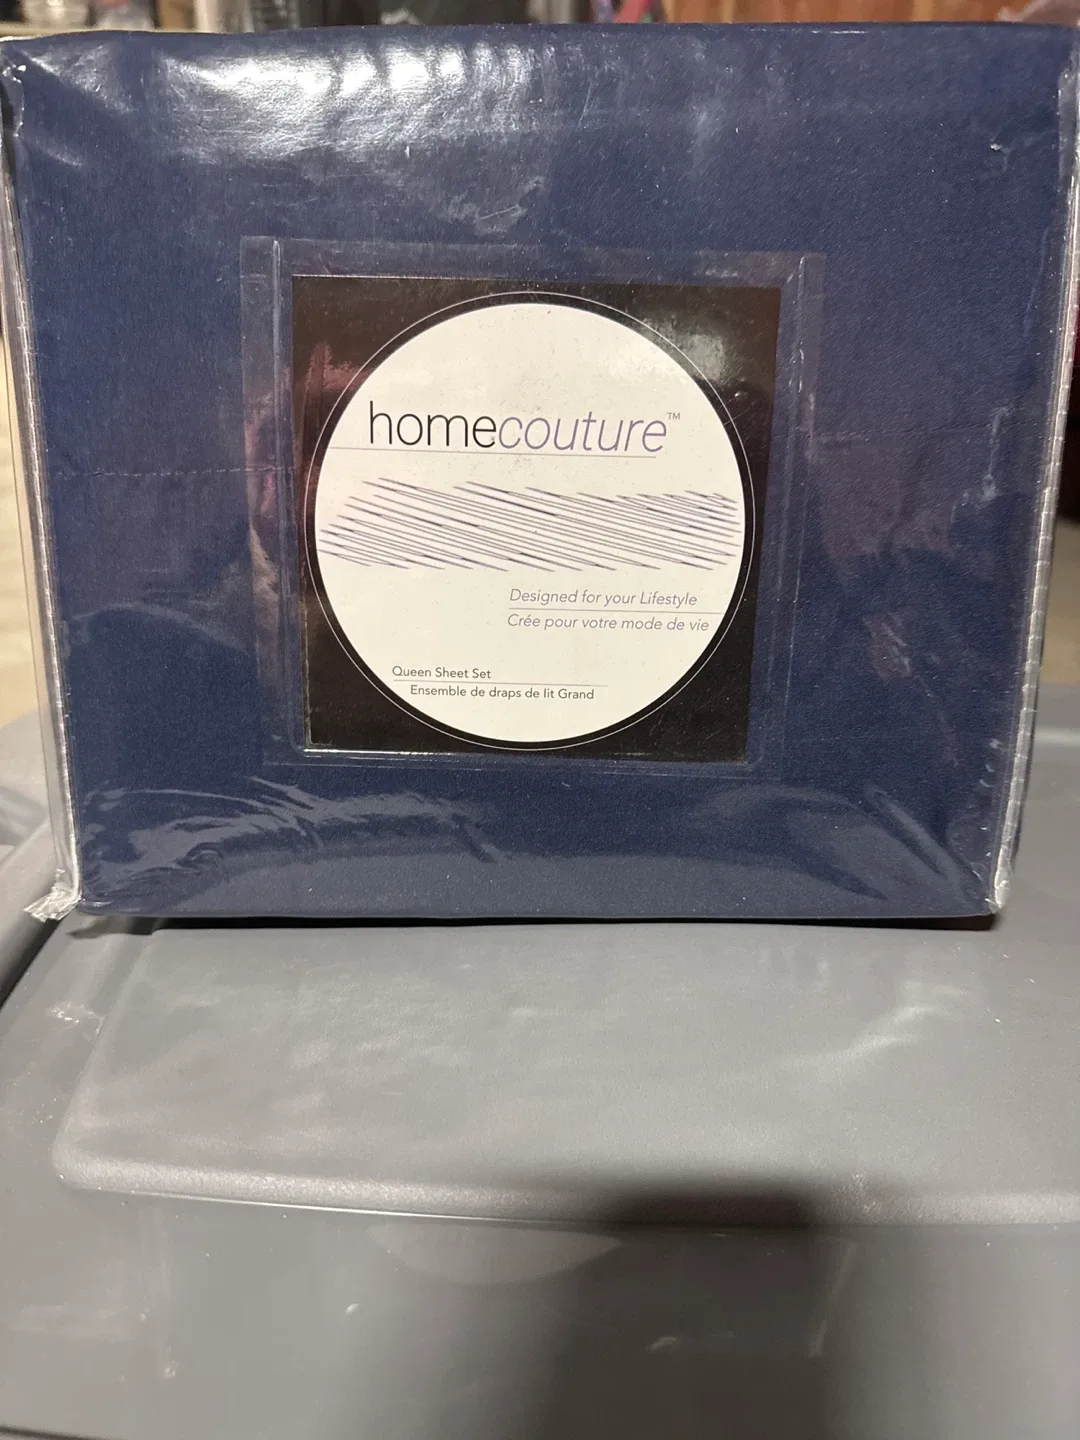 homecouture™
Designed for your Lifestyle
Crée pour votre mode de vie
Queen Sheet Set
Ensemble de draps de lit Grand